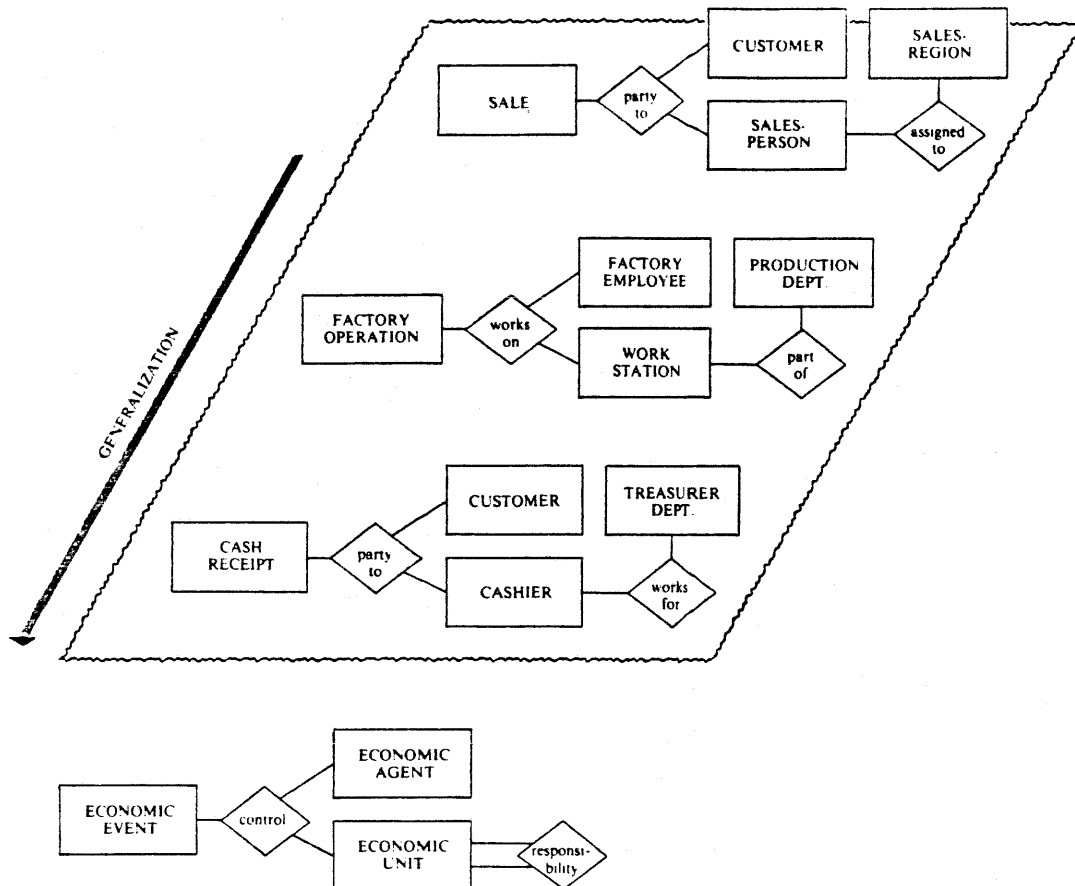 CUSTOMER
SALES-
REGION
SALE
party
to
SALES-
PERSON
assigned
to
GENERALIZATION
FACTORY
EMPLOYEE
PRODUCTION
DEPT.
FACTORY
OPERATION
works
on
WORK
STATION
part
of
CUSTOMER
TREASURER
DEPT.
CASH
RECEIPT
party
to
CASHIER
works
for
ECONOMIC
AGENT
ECONOMIC
EVENT
control
ECONOMIC
UNIT
responsi-
bility